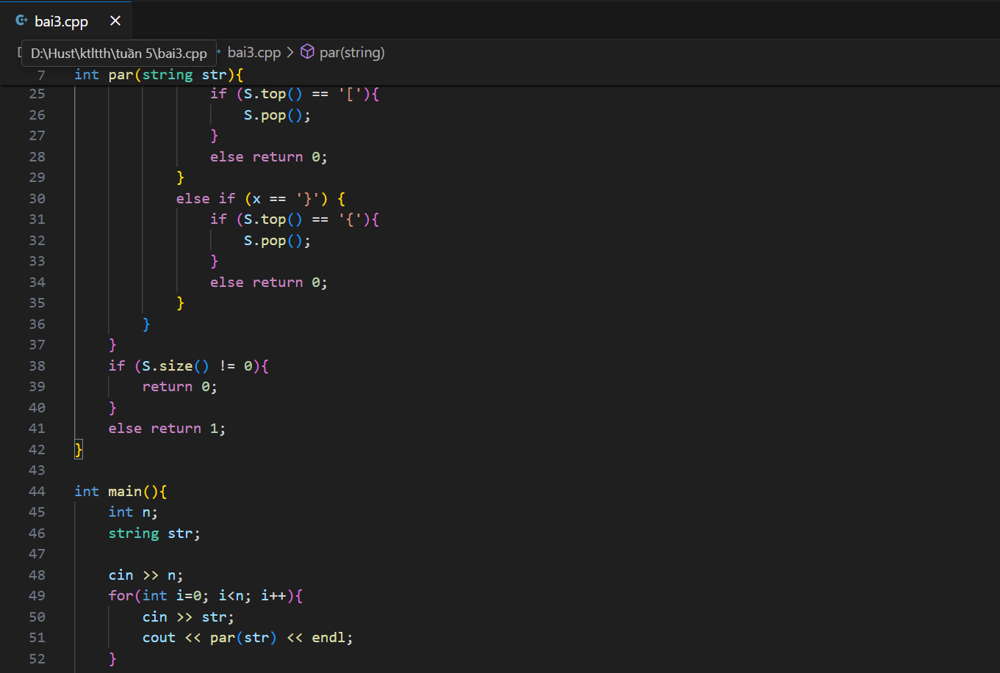 bai3.cpp
D:\Hust\ktltth\tuần 5\bai3.cpp bai3.cpp > par(string)
7 int par(string str){
25 if (S.top() == '['){
26 S.pop();
27 }
28 else return 0;
29 }
30 else if (x == '}') {
31 if (S.top() == '{'){
32 S.pop();
33 }
34 else return 0;
35 }
36 }
37 }
38 if (S.size() != 0){
39 return 0;
40 }
41 else return 1;
42 }
43
44 int main(){
45 int n;
46 string str;
47
48 cin >> n;
49 for(int i=0; i<n; i++){
50 cin >> str;
51 cout << par(str) << endl;
52 }